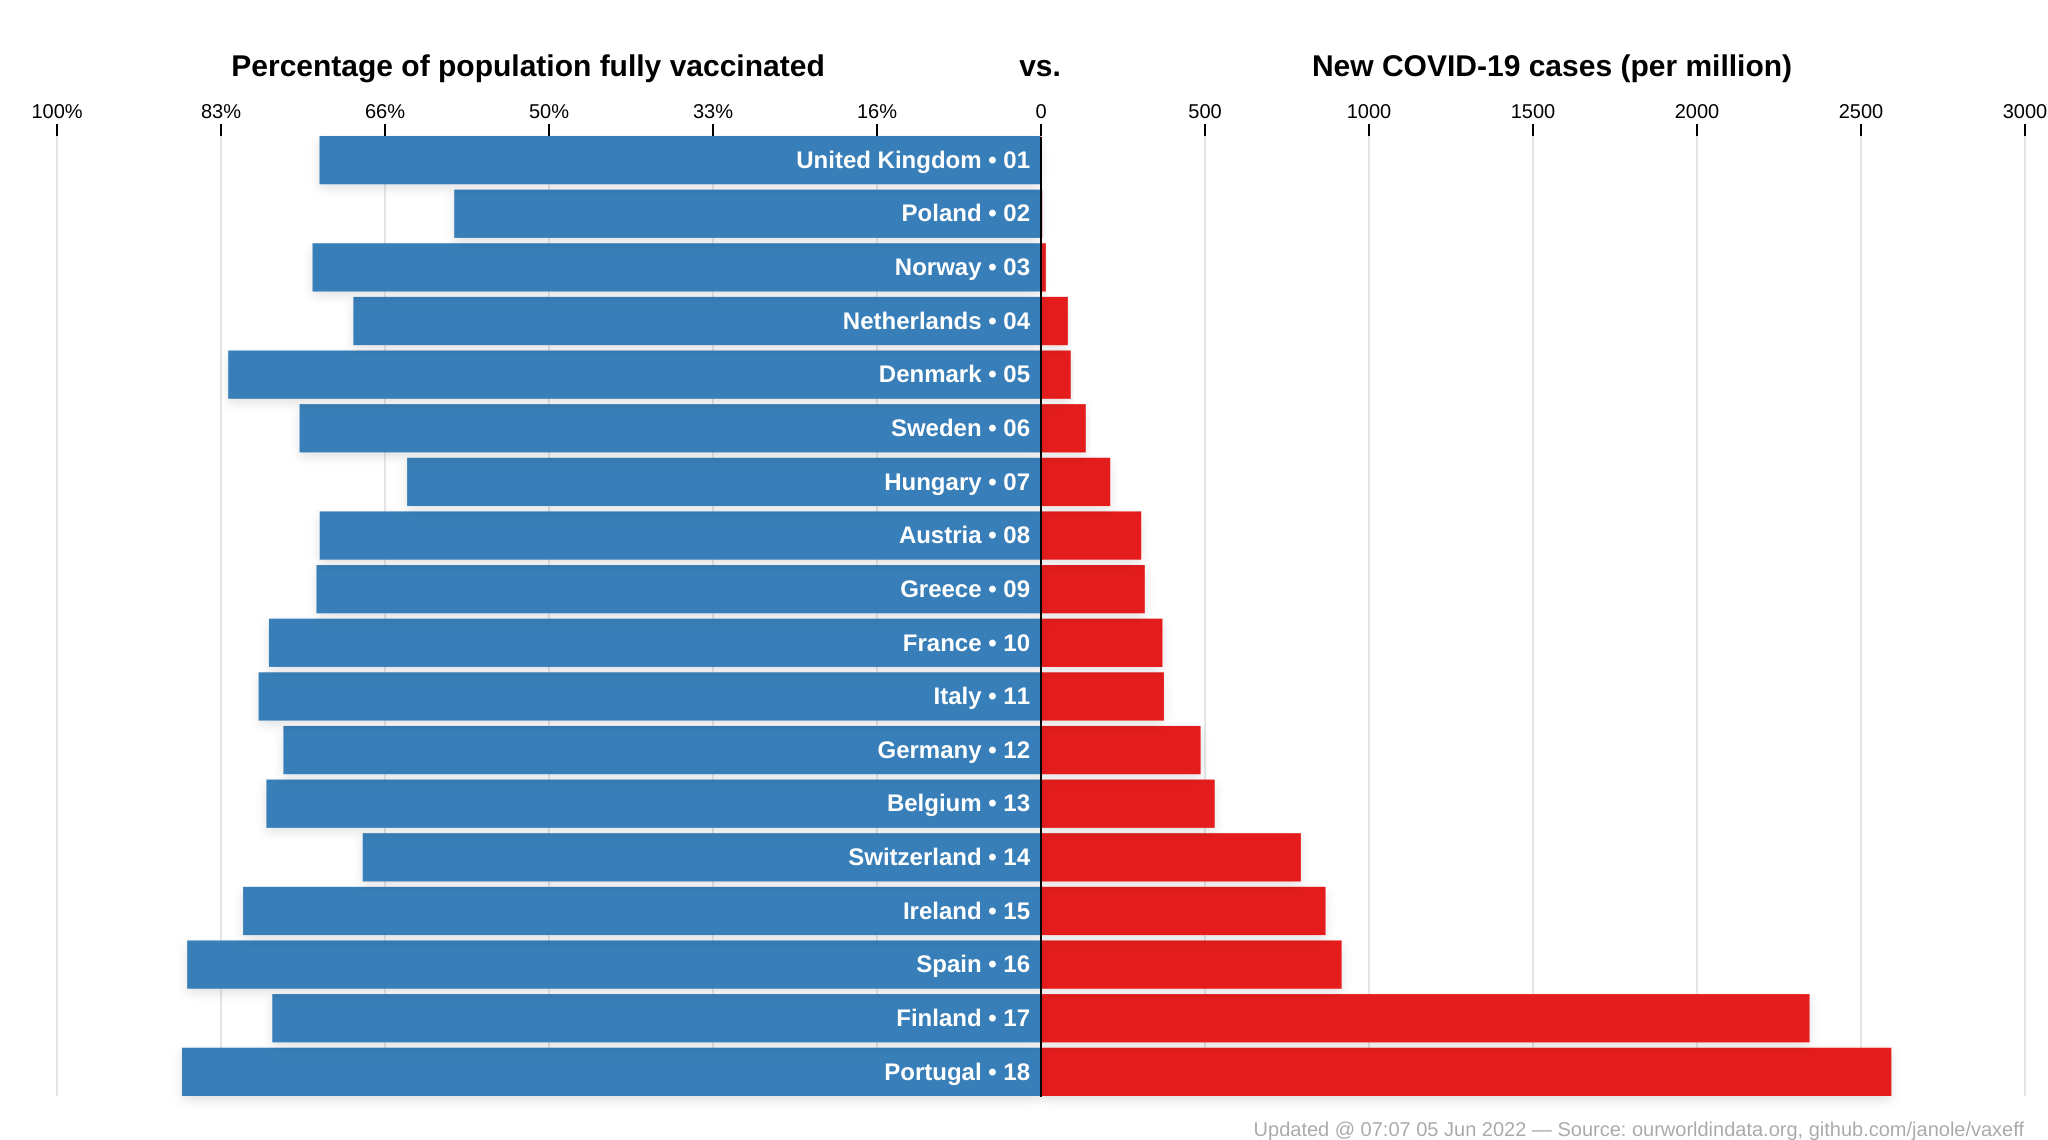 Percentage of population fully vaccinated vs. New COVID-19 cases (per million)
100% 83% 66% 50% 33% 16% 0 500 1000 1500 2000 2500 3000
United Kingdom • 01
Poland • 02
Norway • 03
Netherlands • 04
Denmark • 05
Sweden • 06
Hungary • 07
Austria • 08
Greece • 09
France • 10
Italy • 11
Germany • 12
Belgium • 13
Switzerland • 14
Ireland • 15
Spain • 16
Finland • 17
Portugal • 18
Updated @ 07:07 05 Jun 2022 — Source: ourworldindata.org, github.com/janole/vaxeff